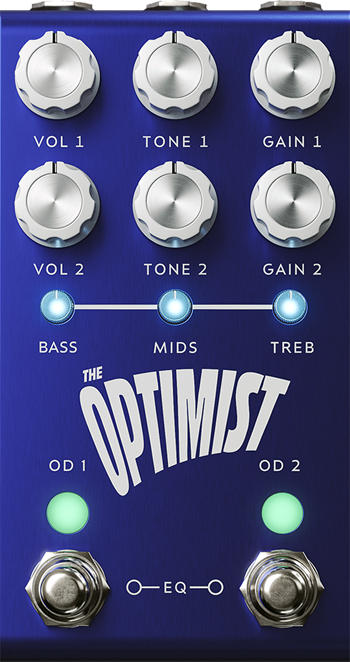 VOL 1 TONE 1 GAIN 1
VOL 2 TONE 2 GAIN 2
BASS MIDS TREB
THE
OPTIMIST
OD 1 OD 2
EQ